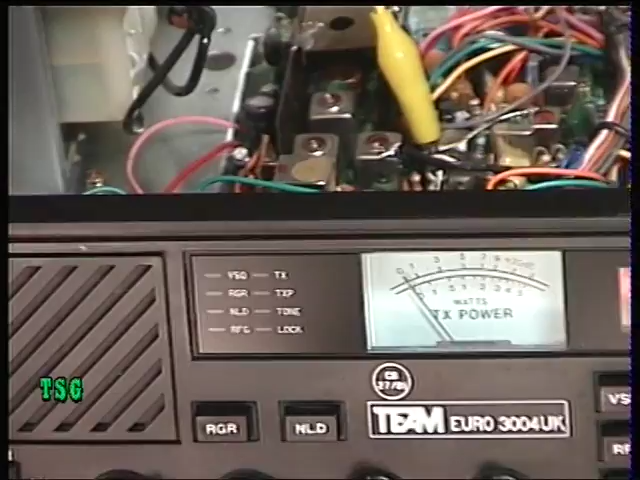 VSQ TX
RGR TXP
NLD TONE
RFG LOCK
WATTS
TX POWER
CB
27/81
TSG
RGR
NLD
TEAM EURO 3004UK
VS